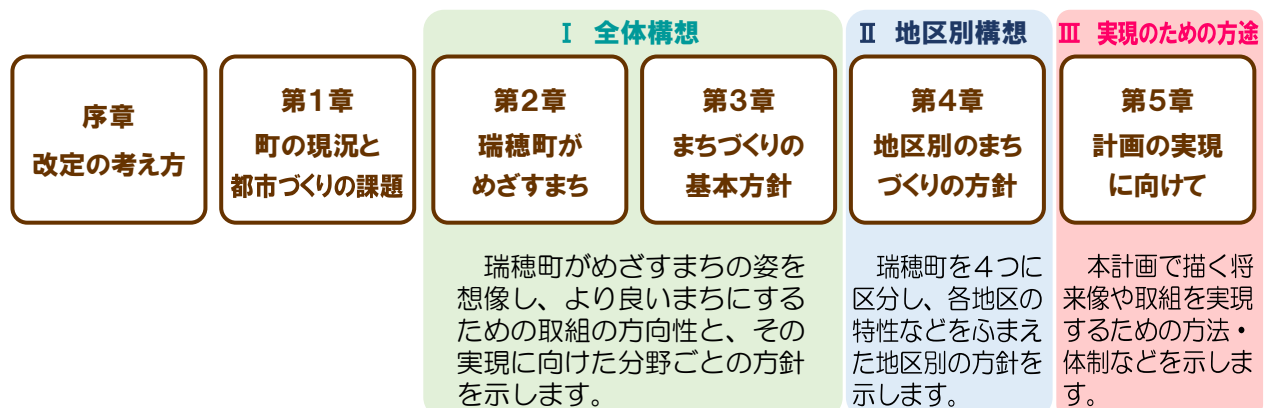 Ⅰ 全体構想
Ⅱ 地区別構想
Ⅲ 実現のための方途
序章
改定の考え方
第1章
町の現況と
都市づくりの課題
第2章
瑞穂町が
めざすまち
第3章
まちづくりの
基本方針
第4章
地区別のまち
づくりの方針
第5章
計画の実現
に向けて
瑞穂町がめざすまちの姿を
想像し、より良いまちにする
ための取組の方向性と、その
実現に向けた分野ごとの方針
を示します。
瑞穂町を４つに
区分し、各地区の
特性などをふまえ
た地区別の方針を
示します。
本計画で描く将
来像や取組を実現
するための方法・
体制などを示しま
す。